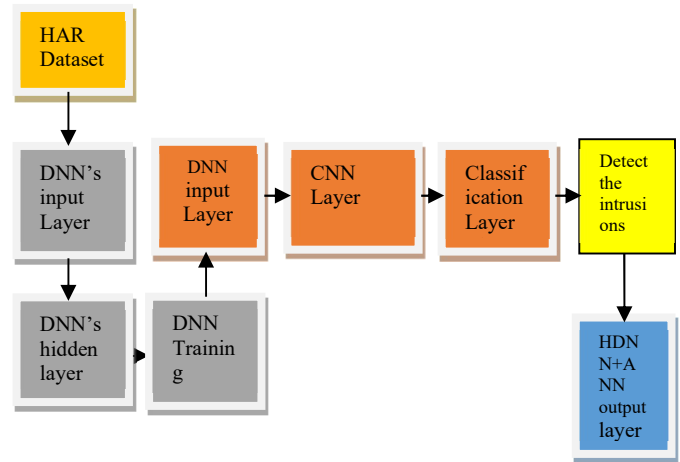 HAR
Dataset
DNN’s
input
Layer
DNN
input
Layer
CNN
Layer
Classif
ication
Layer
Detect
the
intrusi
ons
DNN’s
hidden
layer
DNN
Trainin
g
HDN
N+A
NN
output
layer